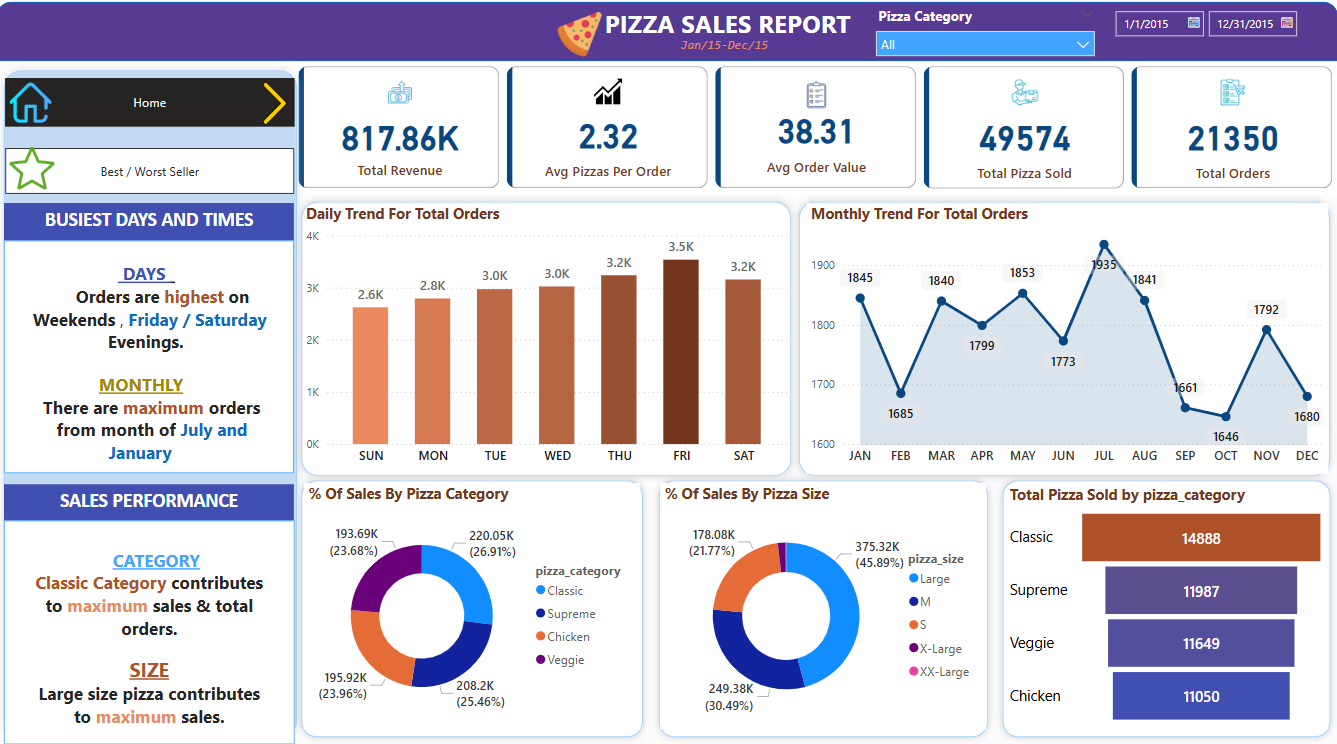 PIZZA SALES REPORT
Jan/15-Dec/15
Pizza Category
All
1/1/2015
12/31/2015
Home
Best / Worst Seller
BUSIEST DAYS AND TIMES
DAYS
Orders are highest on
Weekends , Friday / Saturday
Evenings.
MONTHLY
There are maximum orders
from month of July and
January
SALES PERFORMANCE
CATEGORY
Classic Category contributes
to maximum sales & total
orders.
SIZE
Large size pizza contributes
to maximum sales.
817.86K
Total Revenue
2.32
Avg Pizzas Per Order
38.31
Avg Order Value
49574
Total Pizza Sold
21350
Total Orders
Daily Trend For Total Orders
4K
3K
2K
1K
0K
2.6K
2.8K
3.0K
3.0K
3.2K
3.5K
3.2K
SUN MON TUE WED THU FRI SAT
Monthly Trend For Total Orders
1900
1800
1700
1600
1845
1685
1840
1799
1853
1773
1935
1841
1661
1646
1792
1680
JAN FEB MAR APR MAY JUN JUL AUG SEP OCT NOV DEC
% Of Sales By Pizza Category
193.69K
(23.68%)
220.05K
(26.91%)
195.92K
(23.96%)
208.2K
(25.46%)
pizza_category
Classic
Supreme
Chicken
Veggie
% Of Sales By Pizza Size
178.08K
(21.77%)
375.32K
(45.89%)
249.38K
(30.49%)
pizza_size
Large
M
S
X-Large
XX-Large
Total Pizza Sold by pizza_category
Classic 14888
Supreme 11987
Veggie 11649
Chicken 11050